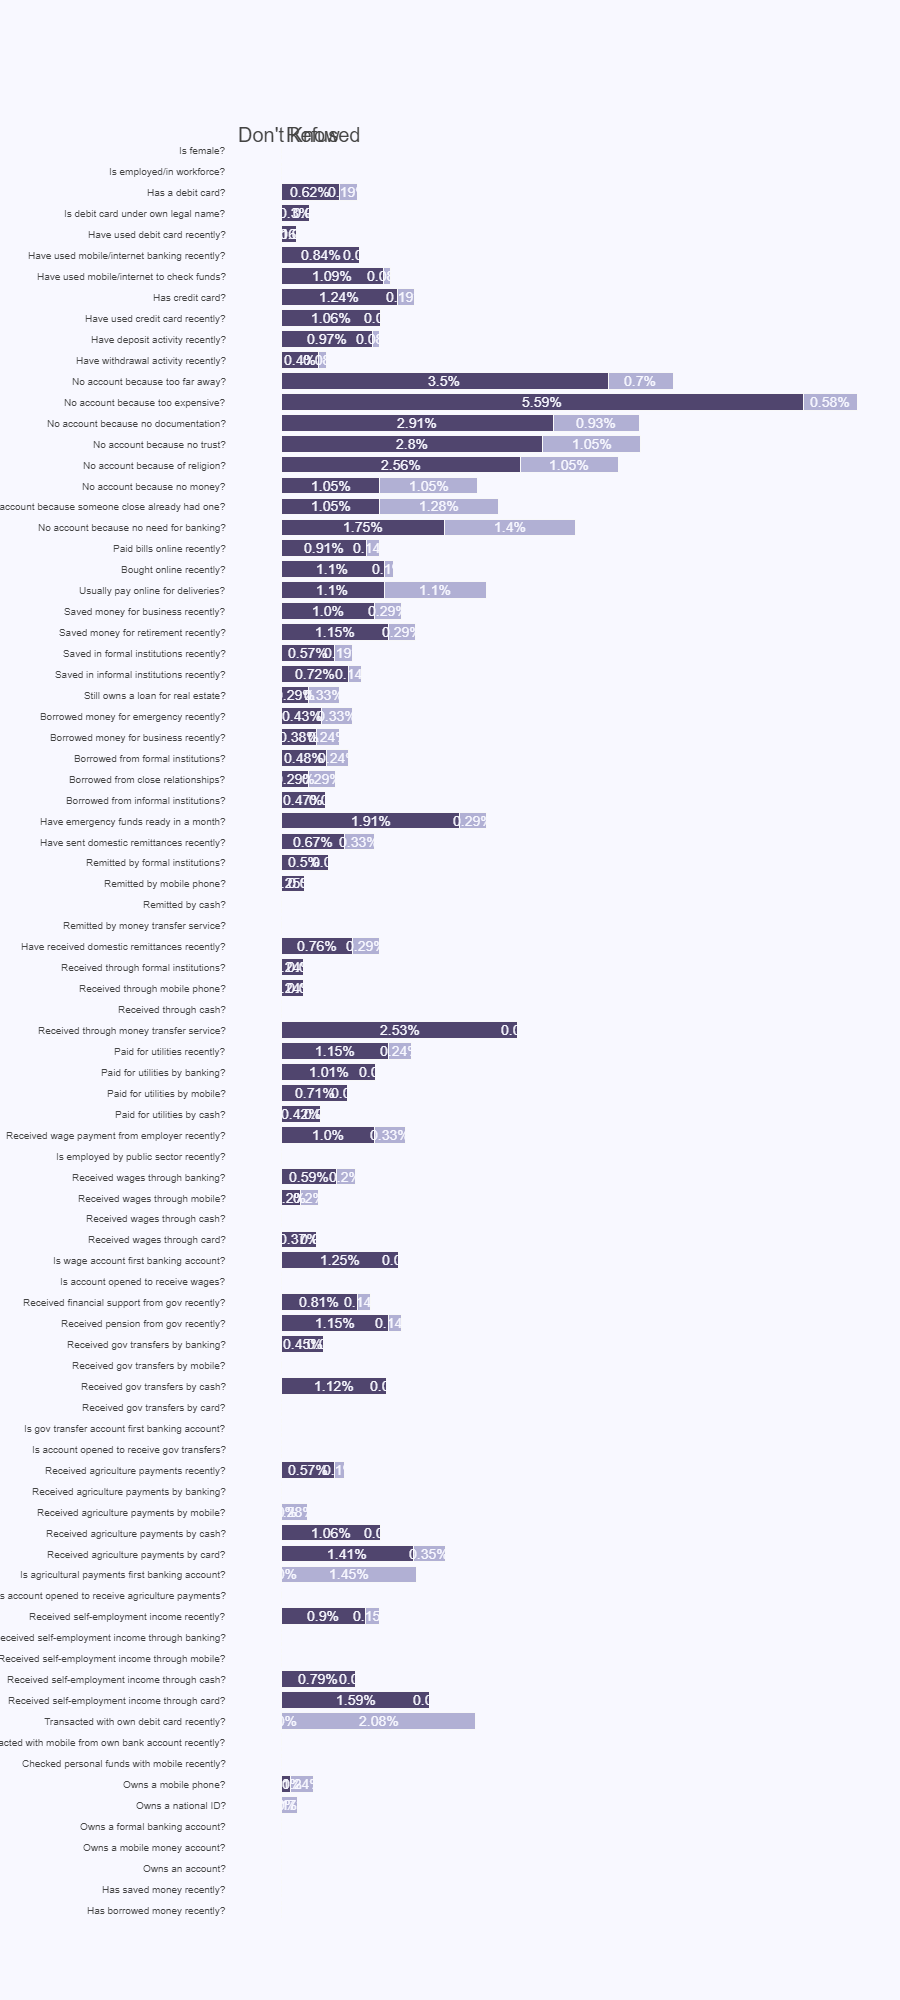 Don't Know Refused
Is female?
Is employed/in workforce?
Has a debit card? 0.62%
Is debit card under own legal name?
Have used debit card recently?
Have used mobile/internet banking recently? 0.84%
Have used mobile/internet to check funds? 1.09%
Has credit card? 1.24%
Have used credit card recently? 1.06%
Have deposit activity recently? 0.97%
Have withdrawal activity recently?
No account because too far away? 3.5% 0.7%
No account because too expensive? 5.59% 0.58%
No account because no documentation? 2.91% 0.93%
No account because no trust? 2.8% 1.05%
No account because of religion? 2.56% 1.05%
No account because no money? 1.05% 1.05%
account because someone close already had one? 1.05% 1.28%
No account because no need for banking? 1.75% 1.4%
Paid bills online recently? 0.91%
Bought online recently? 1.1%
Usually pay online for deliveries? 1.1% 1.1%
Saved money for business recently? 1.0% 0.29%
Saved money for retirement recently? 1.15% 0.29%
Saved in formal institutions recently? 0.57%
Saved in informal institutions recently? 0.72%
Still owns a loan for real estate?
Borrowed money for emergency recently? 0.43% 0.33%
Borrowed money for business recently? 0.38%
Borrowed from formal institutions? 0.48%
Borrowed from close relationships?
Borrowed from informal institutions? 0.47%
Have emergency funds ready in a month? 1.91% 0.29%
Have sent domestic remittances recently? 0.67% 0.33%
Remitted by formal institutions? 0.5%
Remitted by mobile phone?
Remitted by cash?
Remitted by money transfer service?
Have received domestic remittances recently? 0.76% 0.29%
Received through formal institutions?
Received through mobile phone?
Received through cash?
Received through money transfer service? 2.53%
Paid for utilities recently? 1.15% 0.24%
Paid for utilities by banking? 1.01%
Paid for utilities by mobile? 0.71%
Paid for utilities by cash?
Received wage payment from employer recently? 1.0% 0.33%
Is employed by public sector recently?
Received wages through banking? 0.59%
Received wages through mobile?
Received wages through cash?
Received wages through card?
Is wage account first banking account? 1.25%
Is account opened to receive wages?
Received financial support from gov recently? 0.81%
Received pension from gov recently? 1.15%
Received gov transfers by banking? 0.45%
Received gov transfers by mobile?
Received gov transfers by cash? 1.12%
Received gov transfers by card?
Is gov transfer account first banking account?
Is account opened to receive gov transfers?
Received agriculture payments recently? 0.57%
Received agriculture payments by banking?
Received agriculture payments by mobile?
Received agriculture payments by cash? 1.06%
Received agriculture payments by card? 1.41% 0.35%
Is agricultural payments first banking account? 1.45%
account opened to receive agriculture payments?
Received self-employment income recently? 0.9%
self-employment income through banking?
Received self-employment income through mobile?
Received self-employment income through cash? 0.79%
Received self-employment income through card? 1.59%
Transacted with own debit card recently? 2.08%
with mobile from own bank account recently?
Checked personal funds with mobile recently?
Owns a mobile phone?
Owns a national ID?
Owns a formal banking account?
Owns a mobile money account?
Owns an account?
Has saved money recently?
Has borrowed money recently?